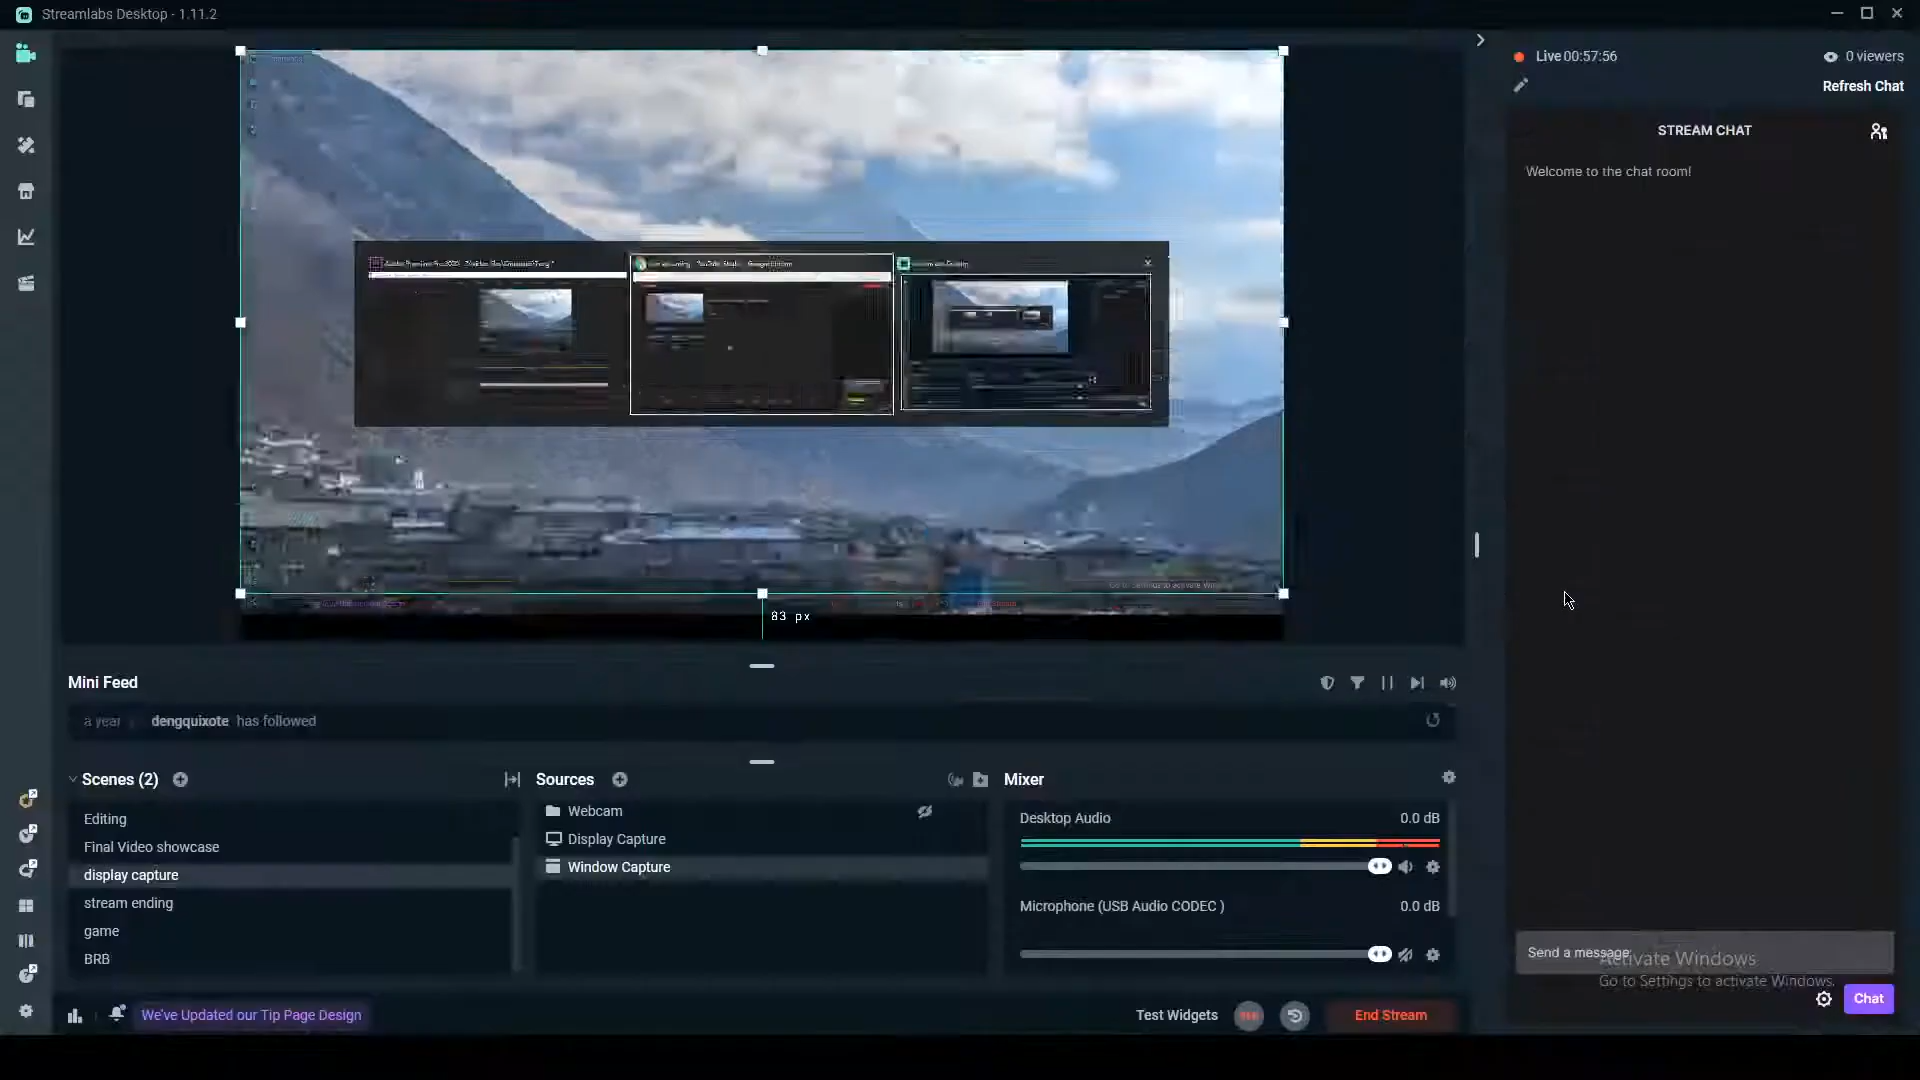 Streamlabs Desktop - 1.11.2
Live 00:57:56
0 viewers
Refresh Chat
STREAM CHAT
Welcome to the chat room!
83 px
Mini Feed
a year
dengquixote has followed
Scenes (2)
Editing
Final Video showcase
display capture
stream ending
game
BRB
Sources
Webcam
Display Capture
Window Capture
Mixer
Desktop Audio
0.0 dB
Microphone (USB Audio CODEC )
0.0 dB
Send a message
Activate Windows
Go to Settings to activate Windows.
Chat
We've Updated our Tip Page Design
Test Widgets
REC
End Stream